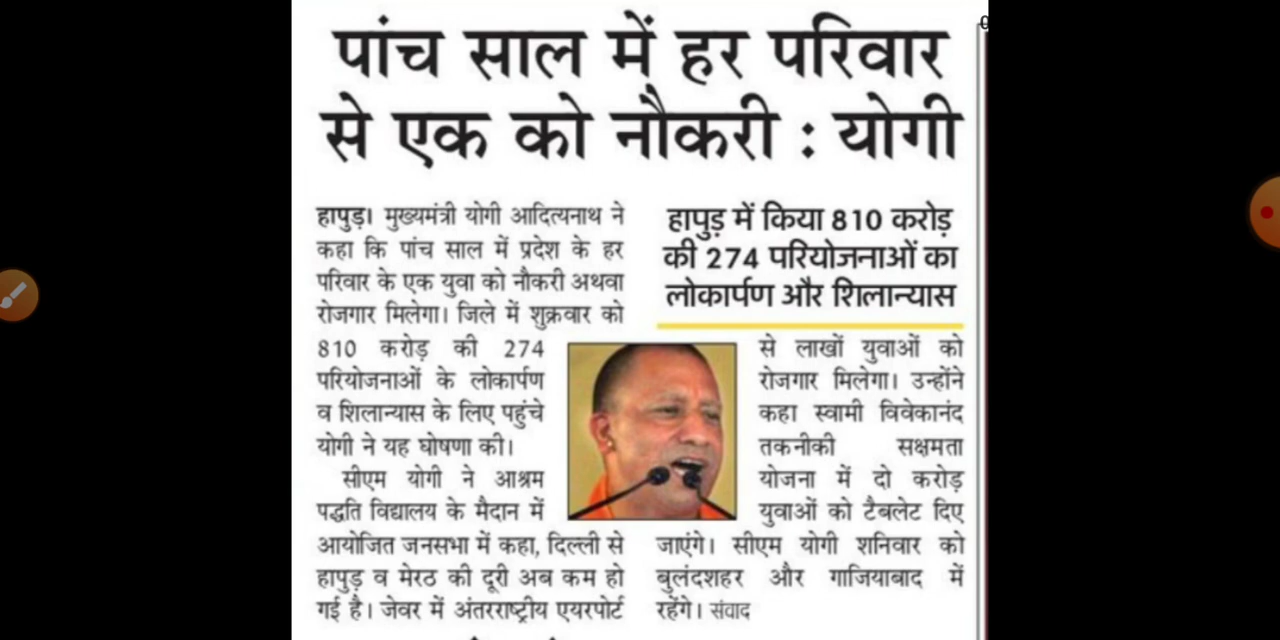 पांच साल में हर परिवार
से एक को नौकरी : योगी
हापुड़। मुख्यमंत्री योगी आदित्यनाथ ने
कहा कि पांच साल में प्रदेश के हर
परिवार के एक युवा को नौकरी अथवा
रोजगार मिलेगा। जिले में शुक्रवार को
810 करोड़ की 274
परियोजनाओं के लोकार्पण
व शिलान्यास के लिए पहुंचे
योगी ने यह घोषणा की।
सीएम योगी ने आश्रम
पद्धति विद्यालय के मैदान में
आयोजित जनसभा में कहा, दिल्ली से
हापुड़ व मेरठ की दूरी अब कम हो
गई है। जेवर में अंतरराष्ट्रीय एयरपोर्ट
हापुड़ में किया 810 करोड़
की 274 परियोजनाओं का
लोकार्पण और शिलान्यास
से लाखों युवाओं को
रोजगार मिलेगा। उन्होंने
कहा स्वामी विवेकानंद
तकनीकी सक्षमता
योजना में दो करोड़
युवाओं को टैबलेट दिए
जाएंगे। सीएम योगी शनिवार को
बुलंदशहर और गाजियाबाद में
रहेंगे। संवाद